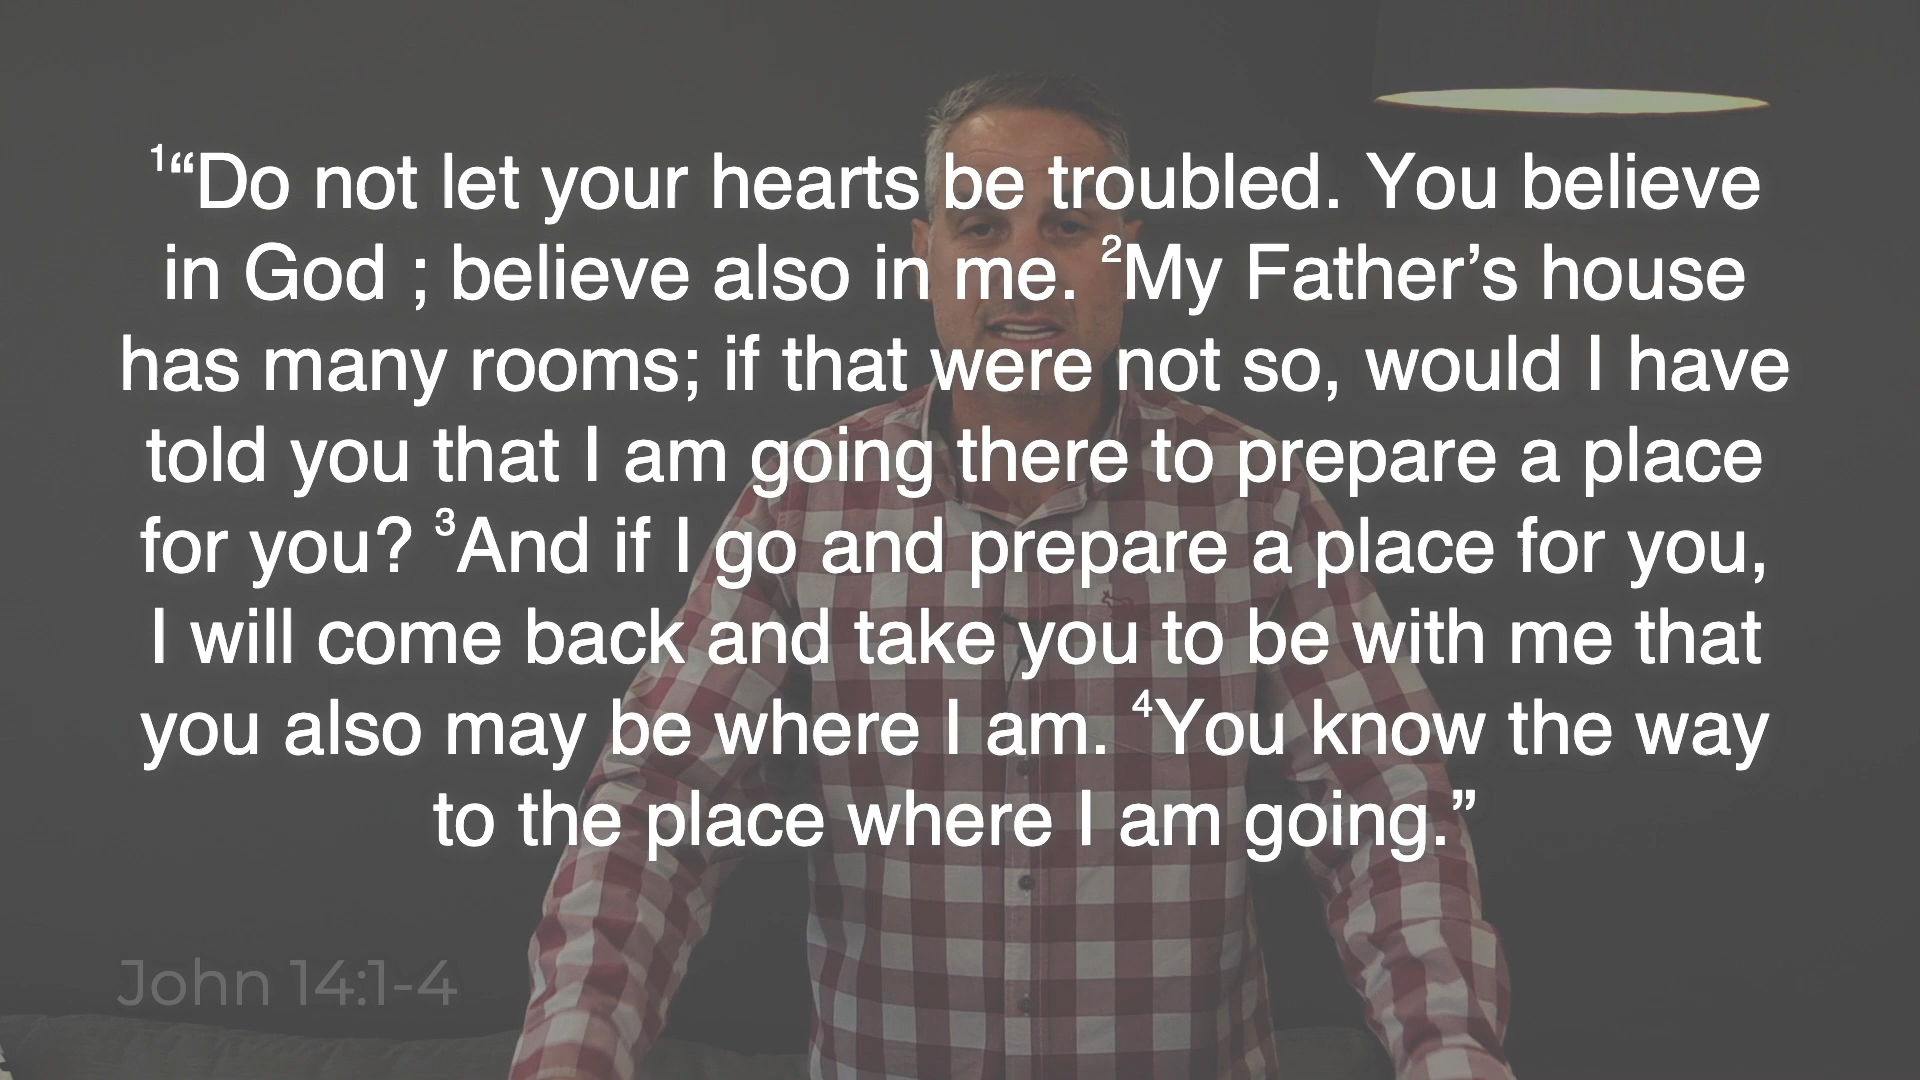 ¹“Do not let your hearts be troubled. You believe
in God ; believe also in me. ²My Father’s house
has many rooms; if that were not so, would I have
told you that I am going there to prepare a place
for you? ³And if I go and prepare a place for you,
I will come back and take you to be with me that
you also may be where I am. ⁴You know the way
to the place where I am going.”
John 14:1-4